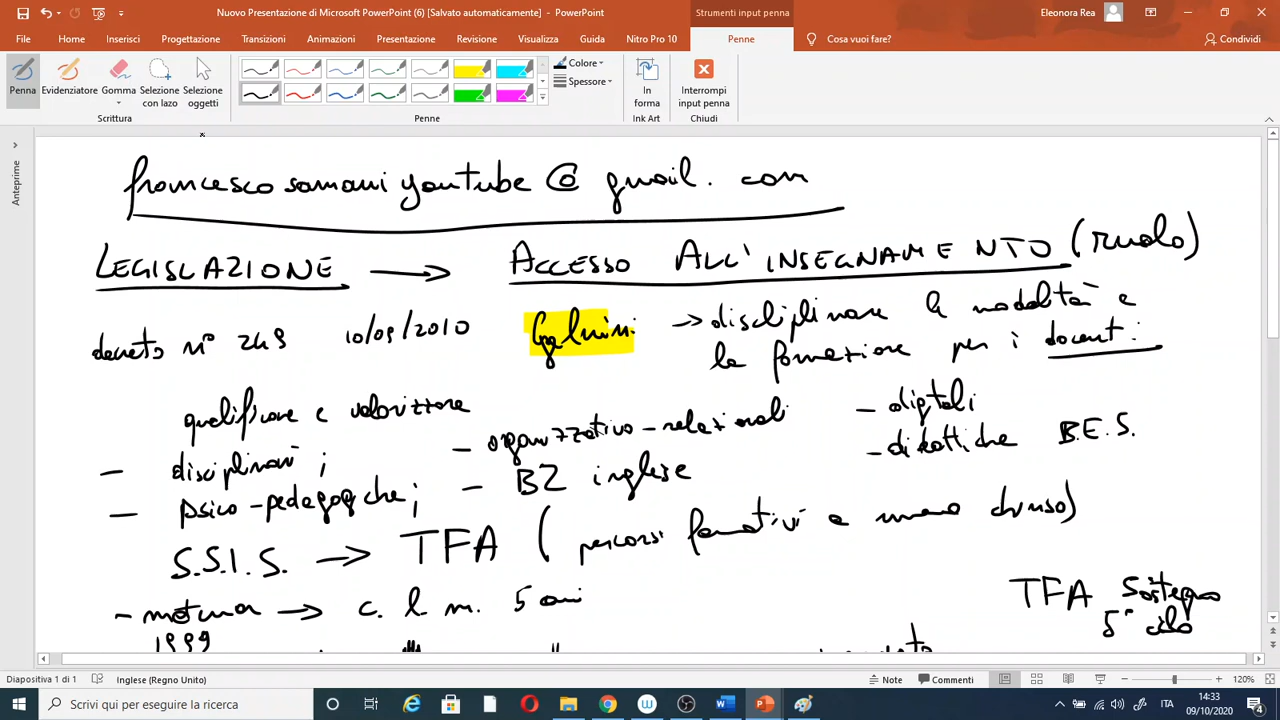 Nuovo Presentazione di Microsoft PowerPoint (6) [Salvato automaticamente] - PowerPoint
Strumenti input penna
Eleonora Rea
File Home Inserisci Progettazione Transizioni Animazioni Presentazione Revisione Visualizza Guida Nitro Pro 10 Penne Cosa vuoi fare? Condividi
Penna Evidenziatore Gomma Selezione con lazo Selezione oggetti
Colore
Spessore
In forma
Interrompi input penna
Scrittura Penne Ink Art Chiudi
Anteprime
francescosamaniyoutube@gmail.com
LEGISLAZIONE → ACCESSO ALL'INSEGNAMENTO (ruolo)
decreto n° 249 10/09/2010 Gelmini → disciplinare le modalità e
la formazione per i docenti:
qualificare e valorizzare
- disciplinari;
- psico-pedagogiche;
- organizzativo-relazionali
- B2 inglese
- digitali
- didattiche B.E.S.
S.S.I.S. → TFA (percorsi formativi a numero chiuso)
- → c. l m. 5 anni
1999
TFA Sostegno
5° ciclo
Diapositiva 1 di 1 Inglese (Regno Unito) Note Commenti 120%
Scrivi qui per eseguire la ricerca
ITA
14:33
09/10/2020